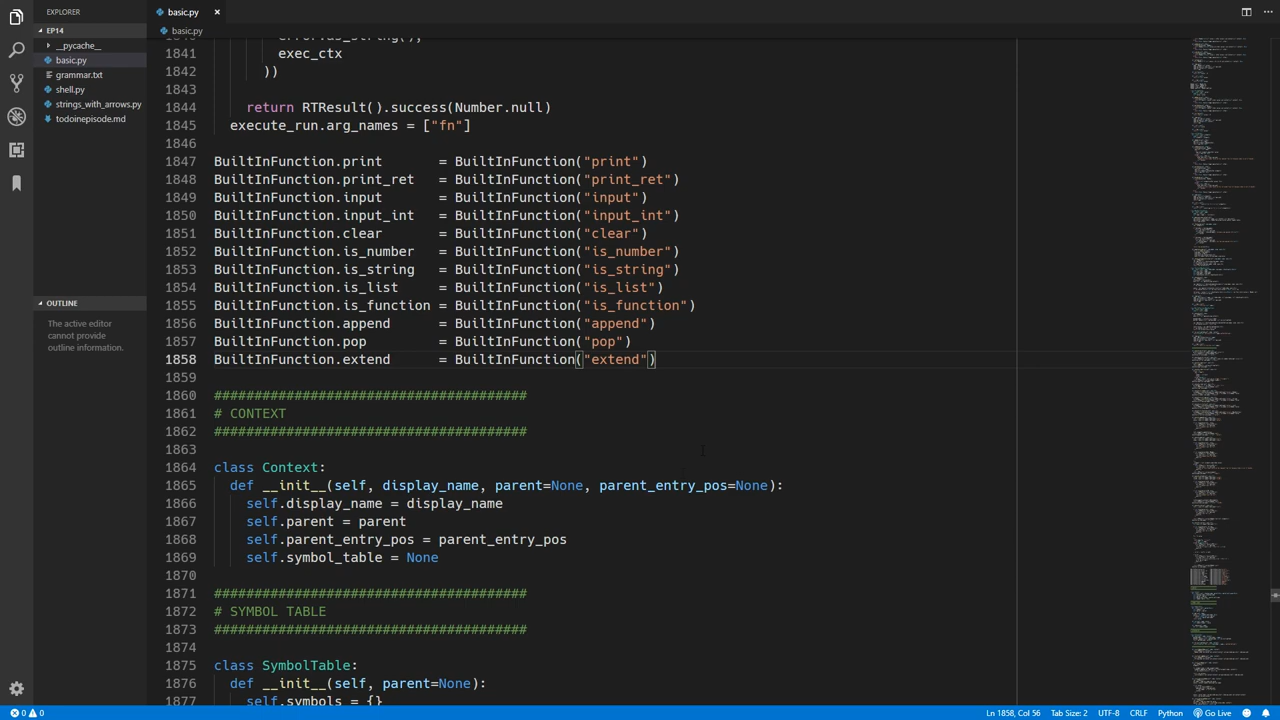 EXPLORER
EP14
__pycache__
basic.py
grammar.txt
shell.py
strings_with_arrows.py
todoinepisode.md
OUTLINE
The active editor
cannot provide
outline information.
basic.py ×
basic.py
error.as_string(),
1841 exec_ctx
1842 ))
1843
1844 return RTResult().success(Number.null)
1845 execute_run.arg_names = ["fn"]
1846
1847 BuiltInFunction.print = BuiltInFunction("print")
1848 BuiltInFunction.print_ret = BuiltInFunction("print_ret")
1849 BuiltInFunction.input = BuiltInFunction("input")
1850 BuiltInFunction.input_int = BuiltInFunction("input_int")
1851 BuiltInFunction.clear = BuiltInFunction("clear")
1852 BuiltInFunction.is_number = BuiltInFunction("is_number")
1853 BuiltInFunction.is_string = BuiltInFunction("is_string")
1854 BuiltInFunction.is_list = BuiltInFunction("is_list")
1855 BuiltInFunction.is_function = BuiltInFunction("is_function")
1856 BuiltInFunction.append = BuiltInFunction("append")
1857 BuiltInFunction.pop = BuiltInFunction("pop")
1858 BuiltInFunction.extend = BuiltInFunction("extend")
1859
1860 #######################################
1861 # CONTEXT
1862 #######################################
1863
1864 class Context:
1865 def __init__(self, display_name, parent=None, parent_entry_pos=None):
1866 self.display_name = display_name
1867 self.parent = parent
1868 self.parent_entry_pos = parent_entry_pos
1869 self.symbol_table = None
1870
1871 #######################################
1872 # SYMBOL TABLE
1873 #######################################
1874
1875 class SymbolTable:
1876 def __init__(self, parent=None):
1877 self.symbols = {}
0 0 Ln 1858, Col 56 Tab Size: 2 UTF-8 CRLF Python Go Live